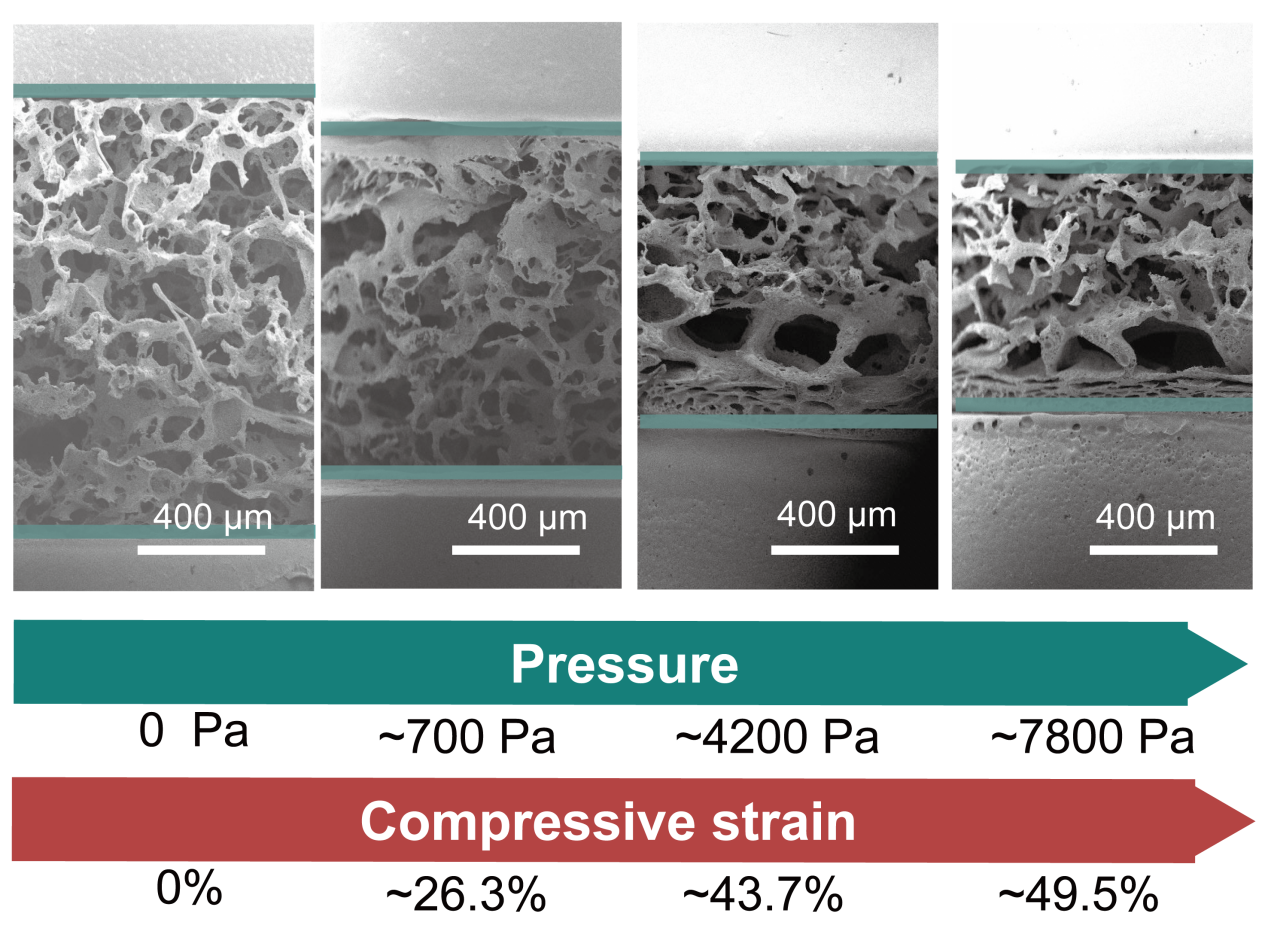 400 μm
400 μm
400 μm
400 μm
Pressure
0 Pa
~700 Pa
~4200 Pa
~7800 Pa
Compressive strain
0%
~26.3%
~43.7%
~49.5%